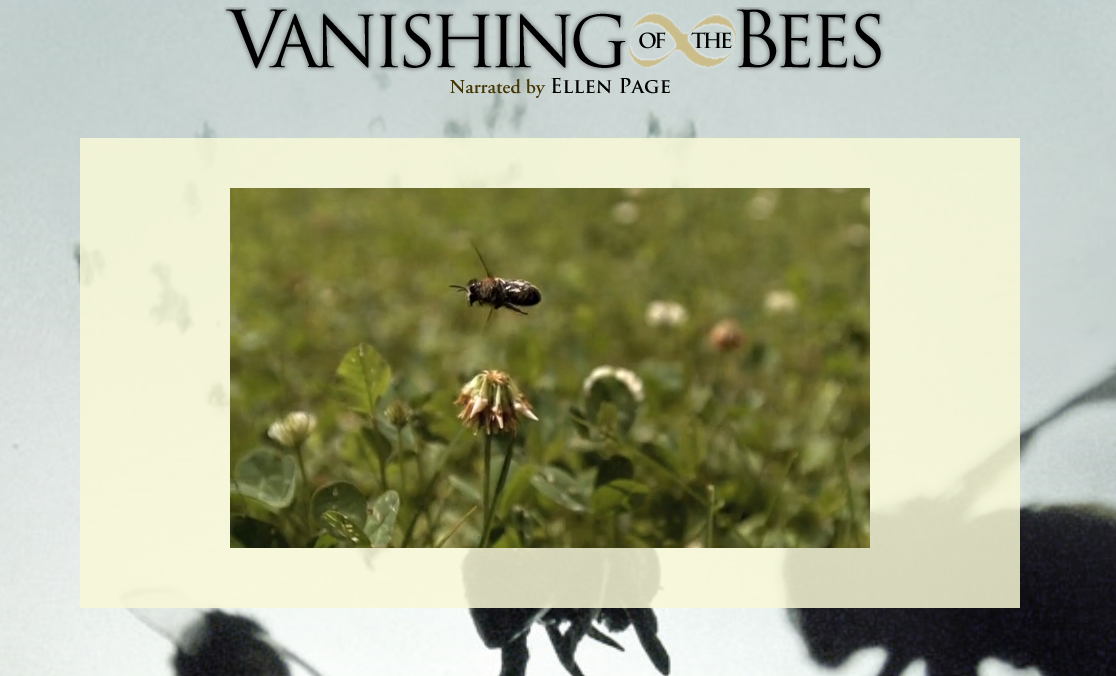 VANISHING OF THE BEES
Narrated by ELLEN PAGE